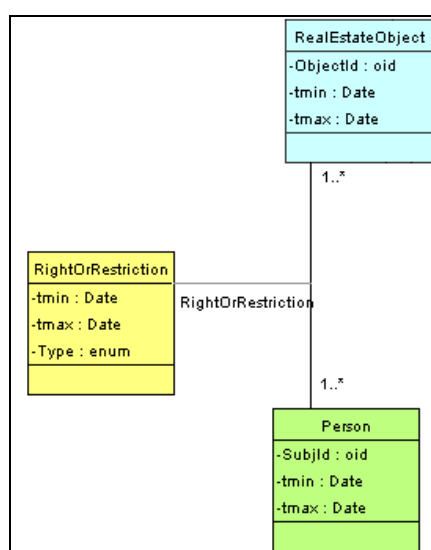 RealEstateObject
-ObjectId : oid
-tmin : Date
-tmax : Date
1..*
RightOrRestriction
-tmin : Date
-tmax : Date
-Type : enum
RightOrRestriction
1..*
Person
-SubjId : oid
-tmin : Date
-tmax : Date